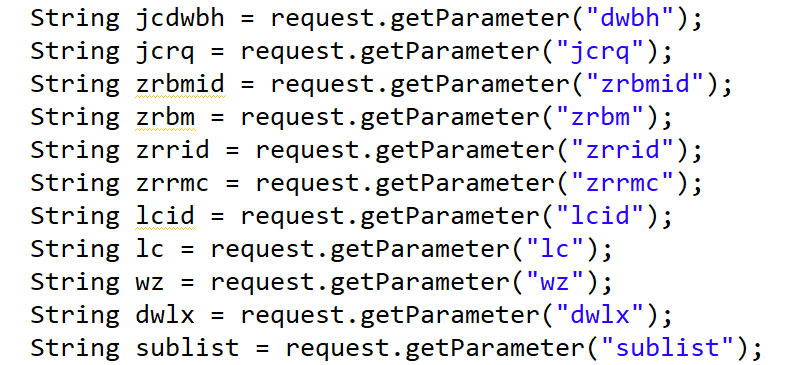 String jcdwbh = request.getParameter("dwbh");
String jcrq = request.getParameter("jcrq");
String zrbmid = request.getParameter("zrbmid");
String zrbm = request.getParameter("zrbm");
String zrrid = request.getParameter("zrrid");
String zrrmc = request.getParameter("zrrmc");
String lcid = request.getParameter("lcid");
String lc = request.getParameter("lc");
String wz = request.getParameter("wz");
String dwlx = request.getParameter("dwlx");
String sublist = request.getParameter("sublist");